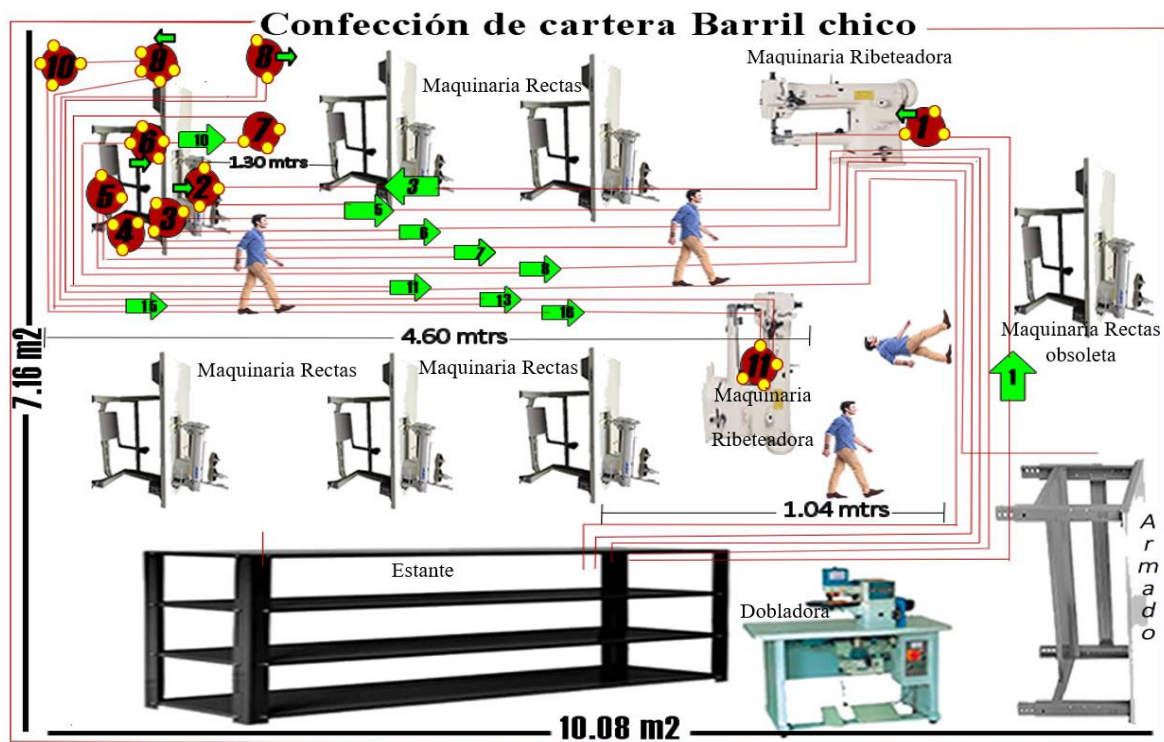 Confección de cartera Barril chico
Maquinaria Ribeteadora
Maquinaria Rectas
10
9
8
1
6
10
7
1.30 mtrs
5
2
3
4
3
5
6
7
8
11
13
15
16
4.60 mtrs
7.16 m2
Maquinaria Rectas
obsoleta
1
11
Maquinaria
Ribeteadora
Maquinaria Rectas
Maquinaria Rectas
1.04 mtrs
Estante
Dobladora
Armado
10.08 m2